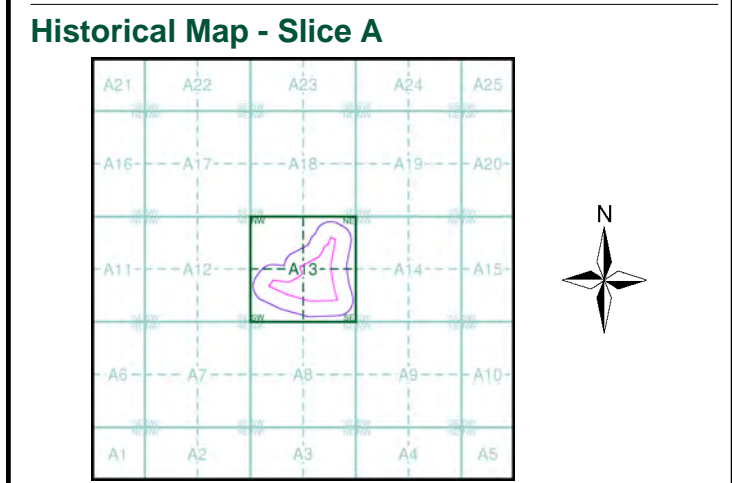 Historical Map - Slice A
A21 A22 A23 A24 A25
A16 A17 A18 A19 A20
N
NW NE
A11 A12 A13 A14 A15
SW SE
A6 A7 A8 A9 A10
A1 A2 A3 A4 A5